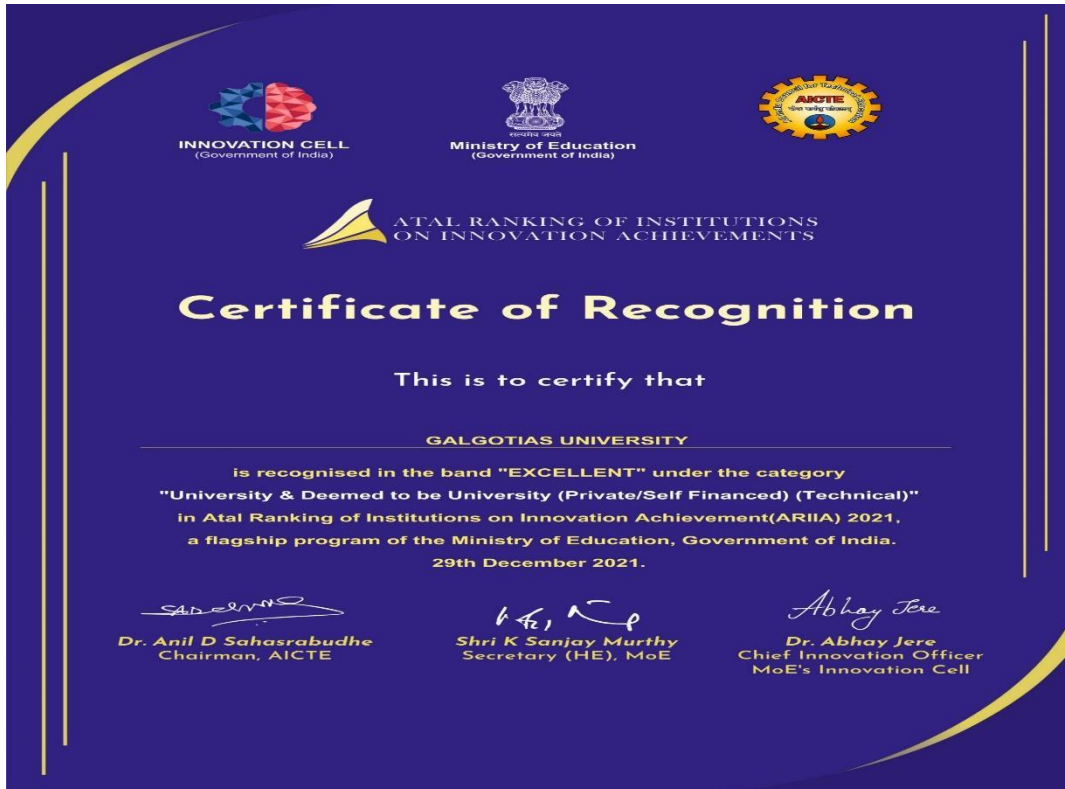 INNOVATION CELL
(Government of India)
सत्यमेव जयते
Ministry of Education
(Government of India)
AICTE
ATAL RANKING OF INSTITUTIONS
ON INNOVATION ACHIEVEMENTS
Certificate of Recognition
This is to certify that
GALGOTIAS UNIVERSITY
is recognised in the band "EXCELLENT" under the category
"University & Deemed to be University (Private/Self Financed) (Technical)"
in Atal Ranking of Institutions on Innovation Achievement(ARIIA) 2021,
a flagship program of the Ministry of Education, Government of India.
29th December 2021.
Abhay Jere
Dr. Anil D Sahasrabudhe
Chairman, AICTE
Shri K Sanjay Murthy
Secretary (HE), MoE
Dr. Abhay Jere
Chief Innovation Officer
MoE's Innovation Cell